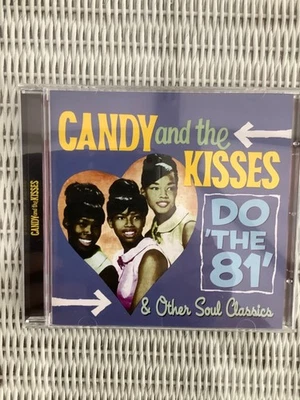 CANDY and the KISSES
CANDY and the
KISSES
DO
'THE
81'
& Other Soul Classics